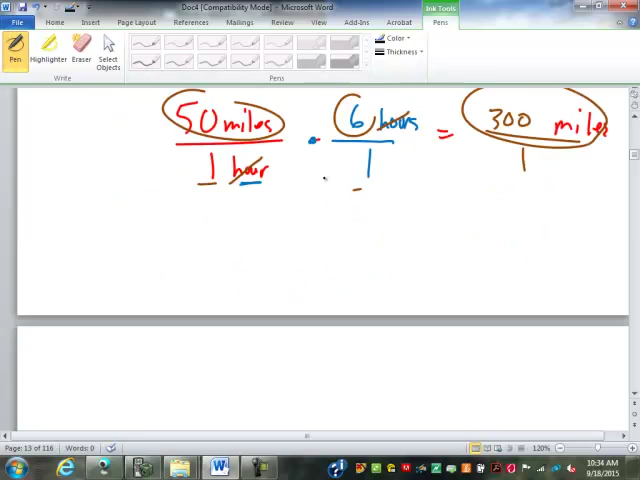 Doc4 [Compatibility Mode] - Microsoft Word
Ink Tools
File Home Insert Page Layout References Mailings Review View Add-Ins Acrobat Pens
Pen Highlighter Eraser Select Objects
Color
Thickness
Write
Pens
50 miles · 6 hours = 300 miles
1 hour 1 1
Page: 13 of 116 Words: 0
120%
10:34 AM
9/18/2015